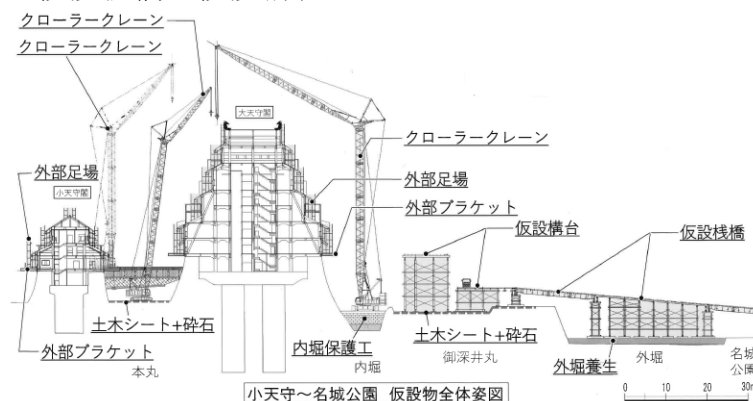 クローラークレーン
クローラークレーン
大天守閣
クローラークレーン
外部足場
小天守閣
外部足場
外部ブラケット
仮設構台
仮設桟橋
土木シート+砕石
外部ブラケット
本丸
内堀保護工
内堀
土木シート+砕石
御深井丸
外堀養生
外堀
名城
公園
小天守~名城公園 仮設物全体姿図
0 10 20 30m